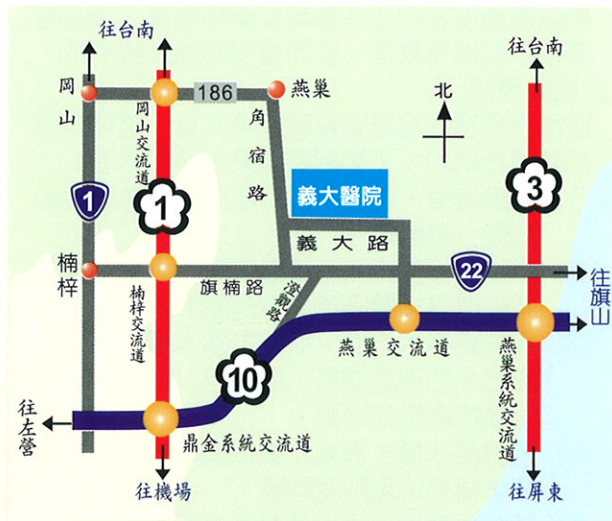 往台南
往台南
岡山
186
燕巢
岡山交流道
角宿路
北
1
1
義大醫院
3
義大路
楠梓
旗楠路
22
往旗山
澄觀路
楠梓交流道
燕巢交流道
燕巢系統交流道
10
往左營
鼎金系統交流道
往機場
往屏東